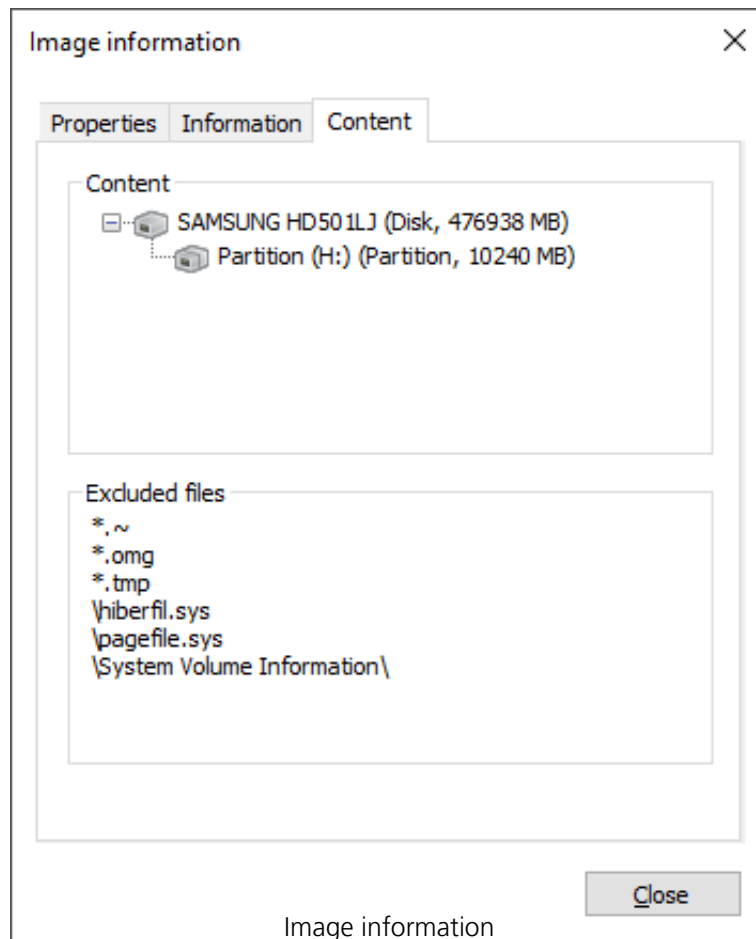 Image information
Properties Information Content
Content
SAMSUNG HD501LJ (Disk, 476938 MB)
Partition (H:) (Partition, 10240 MB)
Excluded files
*.~
*.omg
*.tmp
\hiberfil.sys
\pagefile.sys
\System Volume Information\
Close
Image information